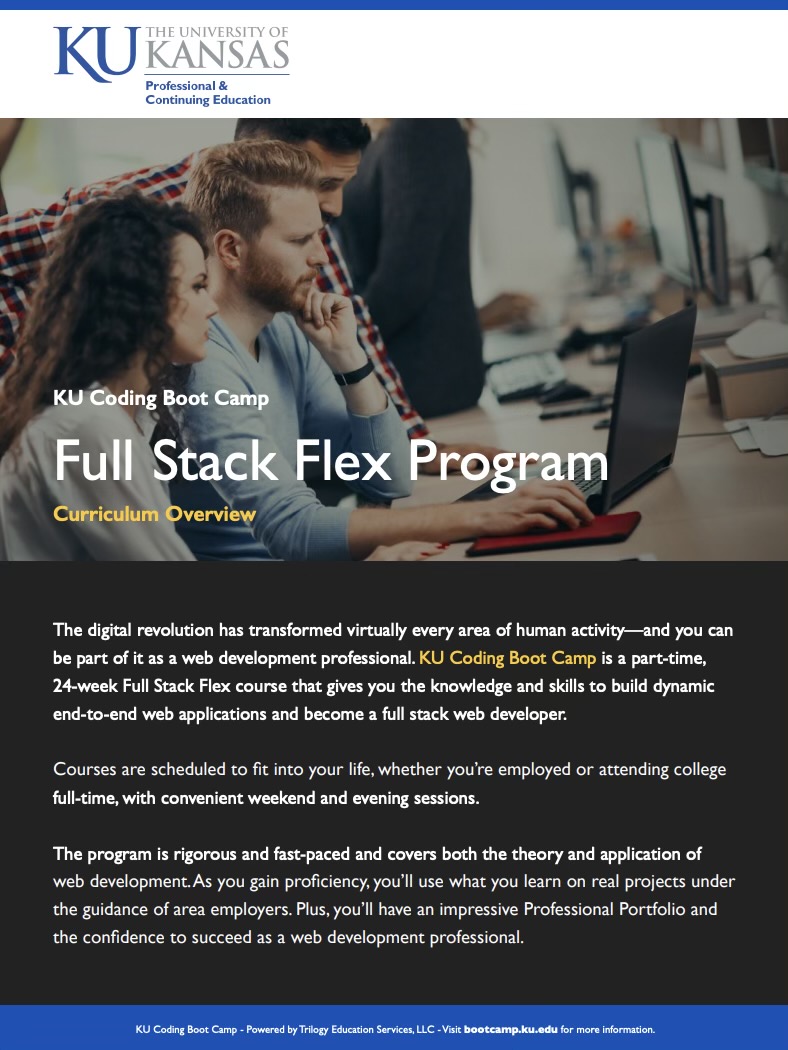 KU THE UNIVERSITY OF
KANSAS
Professional &
Continuing Education
KU Coding Boot Camp
Full Stack Flex Program
Curriculum Overview
The digital revolution has transformed virtually every area of human activity—and you can
be part of it as a web development professional. KU Coding Boot Camp is a part-time,
24-week Full Stack Flex course that gives you the knowledge and skills to build dynamic
end-to-end web applications and become a full stack web developer.
Courses are scheduled to fit into your life, whether you’re employed or attending college
full-time, with convenient weekend and evening sessions.
The program is rigorous and fast-paced and covers both the theory and application of
web development. As you gain proficiency, you’ll use what you learn on real projects under
the guidance of area employers. Plus, you’ll have an impressive Professional Portfolio and
the confidence to succeed as a web development professional.
KU Coding Boot Camp - Powered by Trilogy Education Services, LLC - Visit bootcamp.ku.edu for more information.